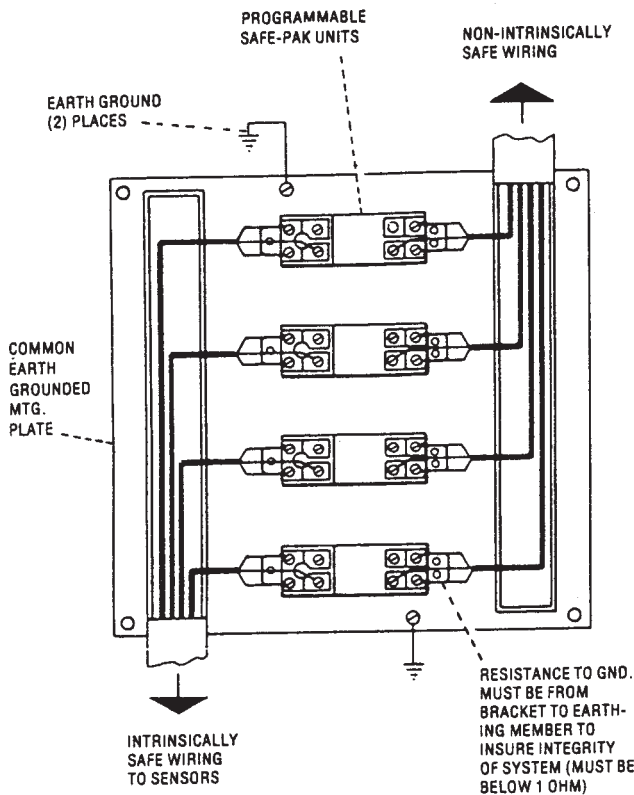 PROGRAMMABLE
SAFE-PAK UNITS
NON-INTRINSICALLY
SAFE WIRING
EARTH GROUND
(2) PLACES
COMMON
EARTH
GROUNDED
MTG.
PLATE
RESISTANCE TO GND.
MUST BE FROM
BRACKET TO EARTH-
ING MEMBER TO
INSURE INTEGRITY
OF SYSTEM (MUST BE
BELOW 1 OHM)
INTRINSICALLY
SAFE WIRING
TO SENSORS